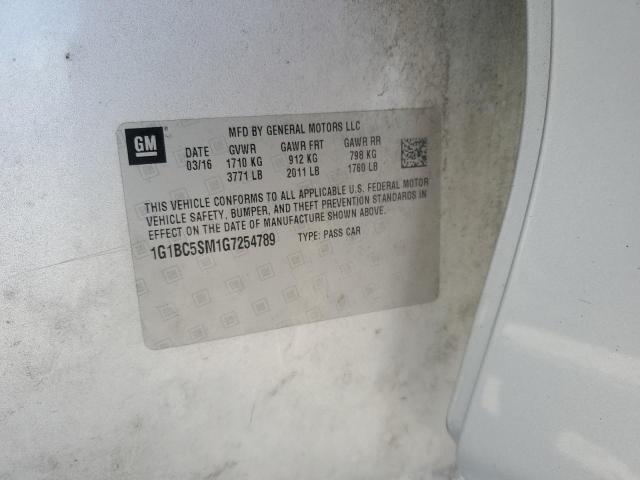 GM
MFD BY GENERAL MOTORS LLC
DATE GVWR GAWR FRT GAWR RR
03/16 1710 KG 912 KG 798 KG
3771 LB 2011 LB 1760 LB
THIS VEHICLE CONFORMS TO ALL APPLICABLE U.S. FEDERAL MOTOR
VEHICLE SAFETY, BUMPER, AND THEFT PREVENTION STANDARDS IN
EFFECT ON THE DATE OF MANUFACTURE SHOWN ABOVE.
1G1BC5SM1G7254789 TYPE: PASS CAR